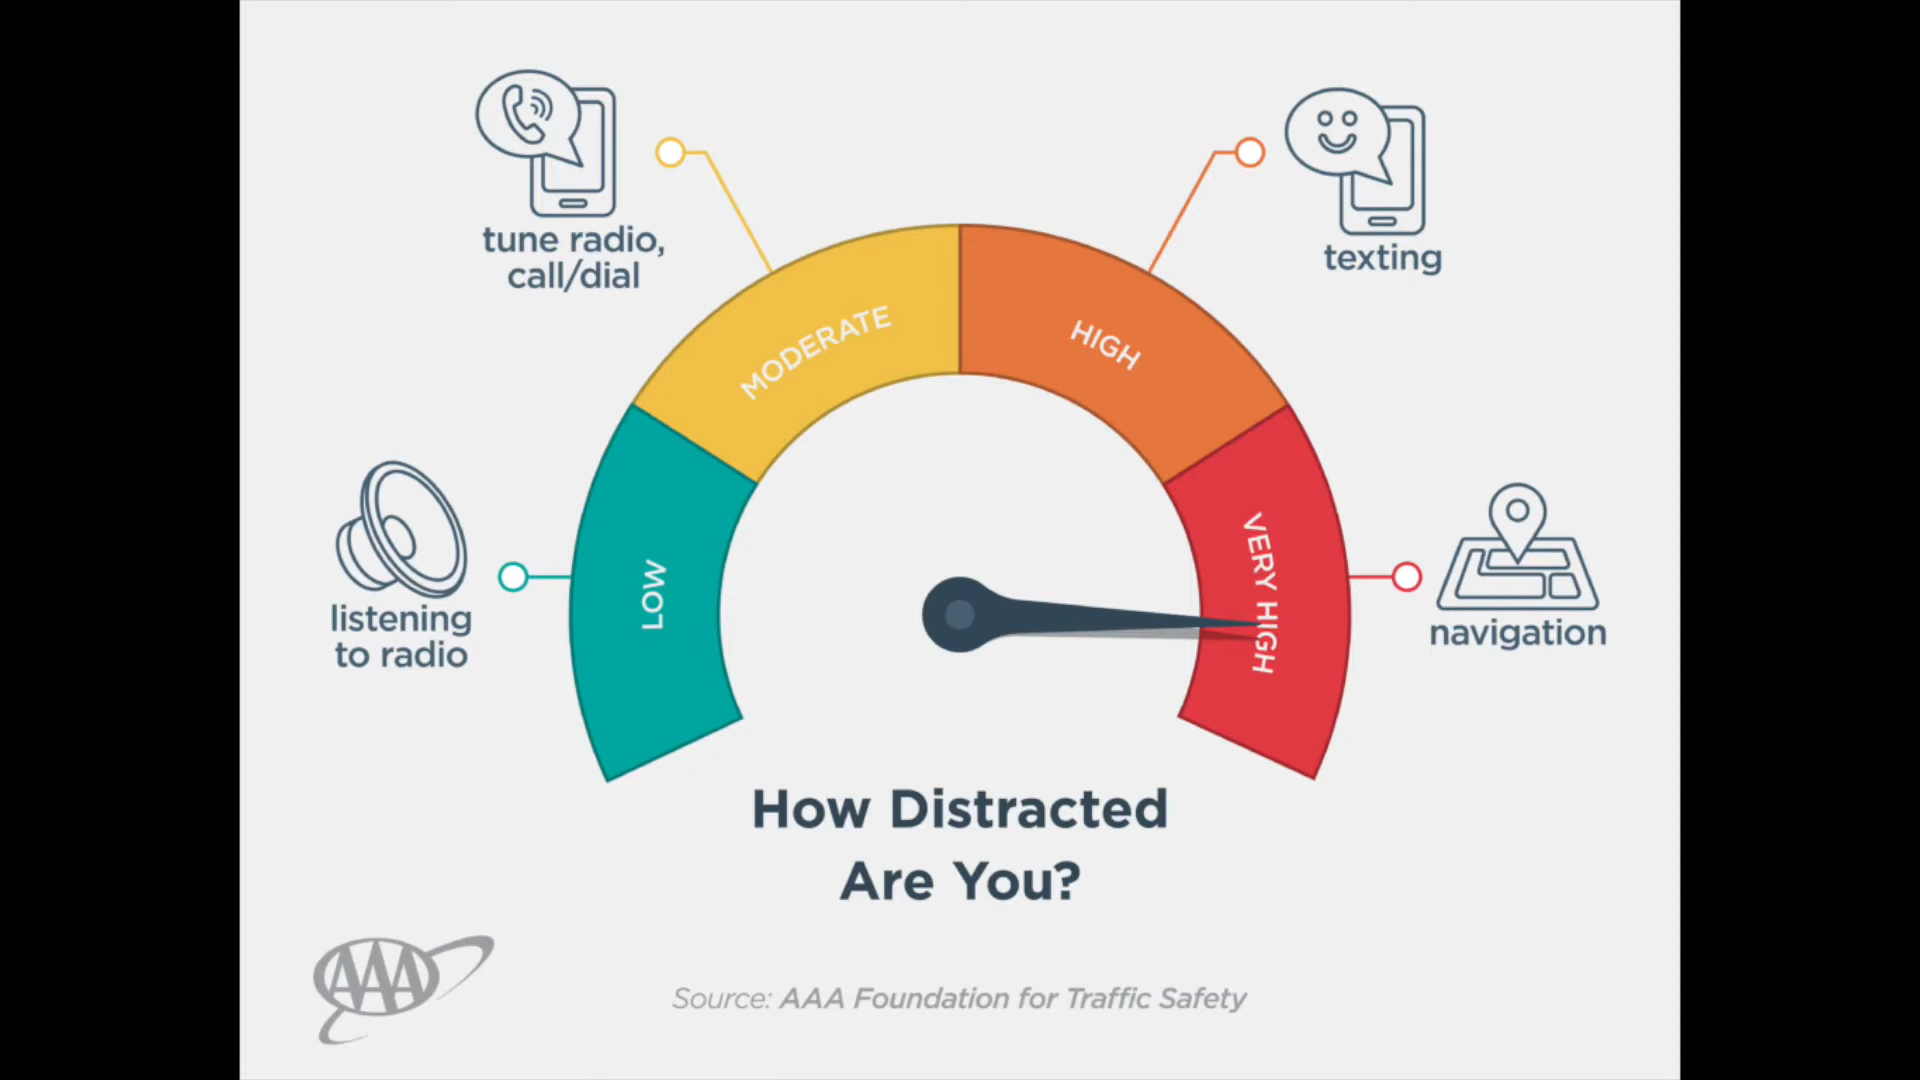 tune radio,
call/dial
texting
MODERATE
HIGH
LOW
VERY HIGH
listening
to radio
navigation
How Distracted
Are You?
AAA
Source: AAA Foundation for Traffic Safety